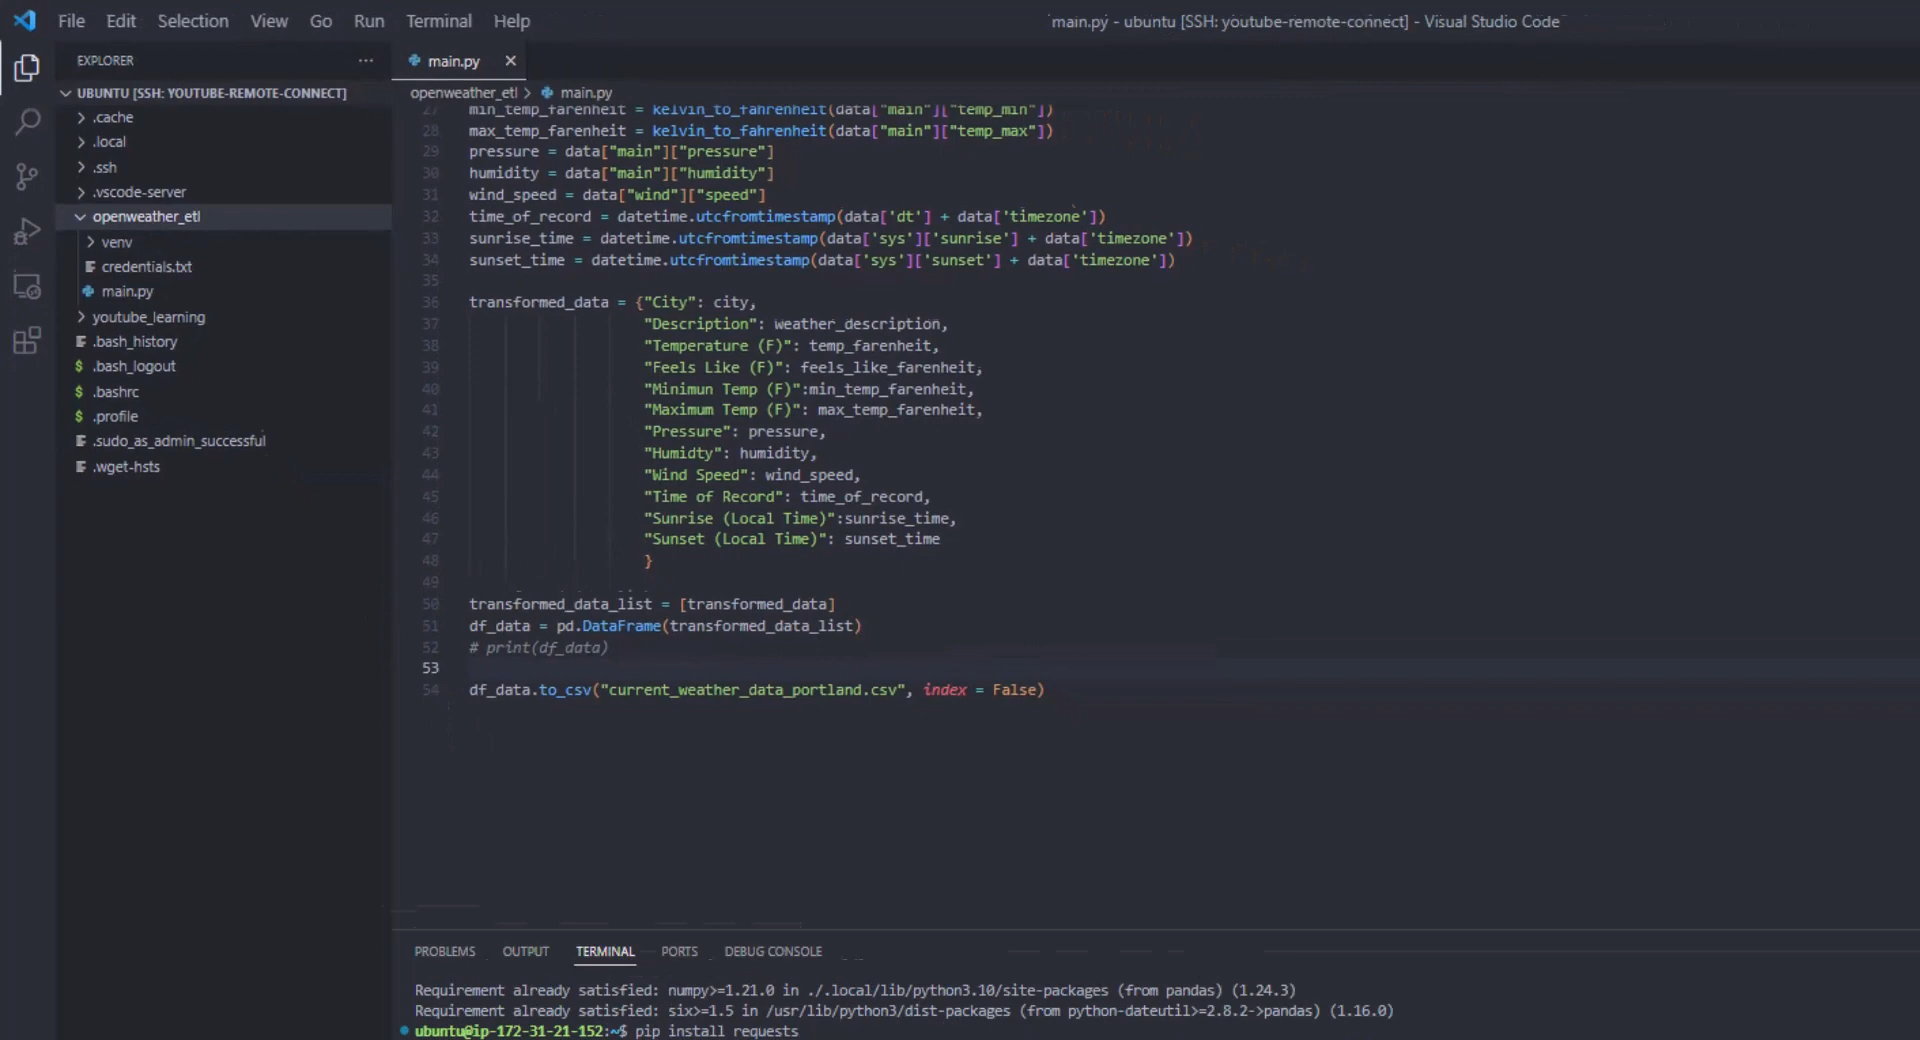 File Edit Selection View Go Run Terminal Help
main.py - ubuntu [SSH: youtube-remote-connect] - Visual Studio Code
EXPLORER
UBUNTU [SSH: YOUTUBE-REMOTE-CONNECT]
.cache
.local
.ssh
.vscode-server
openweather_etl
venv
credentials.txt
main.py
youtube_learning
.bash_history
.bash_logout
.bashrc
.profile
.sudo_as_admin_successful
.wget-hsts
main.py
openweather_etl > main.py
27 min_temp_farenheit = kelvin_to_fahrenheit(data["main"]["temp_min"])
28 max_temp_farenheit = kelvin_to_fahrenheit(data["main"]["temp_max"])
29 pressure = data["main"]["pressure"]
30 humidity = data["main"]["humidity"]
31 wind_speed = data["wind"]["speed"]
32 time_of_record = datetime.utcfromtimestamp(data['dt'] + data['timezone'])
33 sunrise_time = datetime.utcfromtimestamp(data['sys']['sunrise'] + data['timezone'])
34 sunset_time = datetime.utcfromtimestamp(data['sys']['sunset'] + data['timezone'])
35
36 transformed_data = {"City": city,
37 "Description": weather_description,
38 "Temperature (F)": temp_farenheit,
39 "Feels Like (F)": feels_like_farenheit,
40 "Minimun Temp (F)":min_temp_farenheit,
41 "Maximum Temp (F)": max_temp_farenheit,
42 "Pressure": pressure,
43 "Humidty": humidity,
44 "Wind Speed": wind_speed,
45 "Time of Record": time_of_record,
46 "Sunrise (Local Time)":sunrise_time,
47 "Sunset (Local Time)": sunset_time
48 }
49
50 transformed_data_list = [transformed_data]
51 df_data = pd.DataFrame(transformed_data_list)
52 # print(df_data)
53
54 df_data.to_csv("current_weather_data_portland.csv", index = False)
PROBLEMS OUTPUT TERMINAL PORTS DEBUG CONSOLE
Requirement already satisfied: numpy>=1.21.0 in ./.local/lib/python3.10/site-packages (from pandas) (1.24.3)
Requirement already satisfied: six>=1.5 in /usr/lib/python3/dist-packages (from python-dateutil>=2.8.2->pandas) (1.16.0)
ubuntu@ip-172-31-21-152:~$ pip install requests